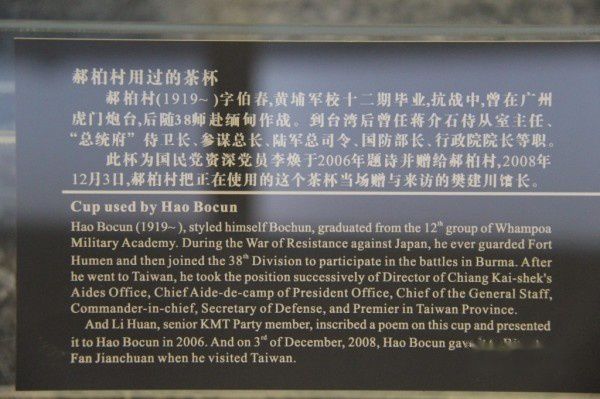 郝柏村用过的茶杯
郝柏村(1919~)字伯春,黄埔军校十二期毕业,抗战中,曾在广州
虎门炮台,后随38师赴缅甸作战。到台湾后曾任蒋介石侍从室主任、
“总统府”侍卫长、参谋总长、陆军总司令、国防部长、行政院院长等职。
此杯为国民党资深党员李焕于2006年题诗并赠给郝柏村,2008年
12月3日,郝柏村把正在使用的这个茶杯当场赠与来访的樊建川馆长。
Cup used by Hao Bocun
Hao Bocun (1919~), styled himself Bochun, graduated from the 12th group of Whampoa
Military Academy. During the War of Resistance against Japan, he ever guarded Fort
Humen and then joined the 38th Division to participate in the battles in Burma. After
he went to Taiwan, he took the position successively of Director of Chiang Kai-shek's
Aides Office, Chief Aide-de-camp of President Office, Chief of the General Staff,
Commander-in-chief, Secretary of Defense, and Premier in Taiwan Province.
And Li Huan, senior KMT Party member, inscribed a poem on this cup and presented
it to Hao Bocun in 2006. And on 3rd of December, 2008, Hao Bocun
Fan Jianchuan when he visited Taiwan.